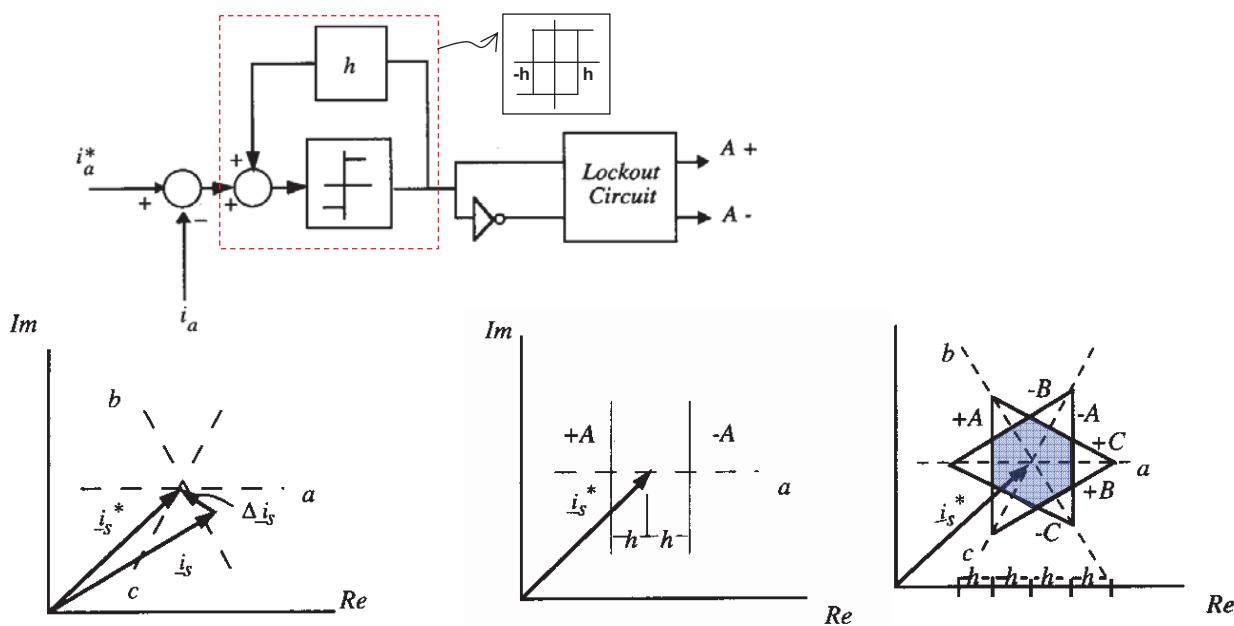 h
-h h
i*a
+
+
+
−
Lockout
Circuit
A +
A -
ia
Im
b
is*
a
Δis
is
c
Re
Im
+A
-A
is*
a
h h
Re
b
-B
+A
-A
+C
a
+B
is*
-C
c
h h h h
Re